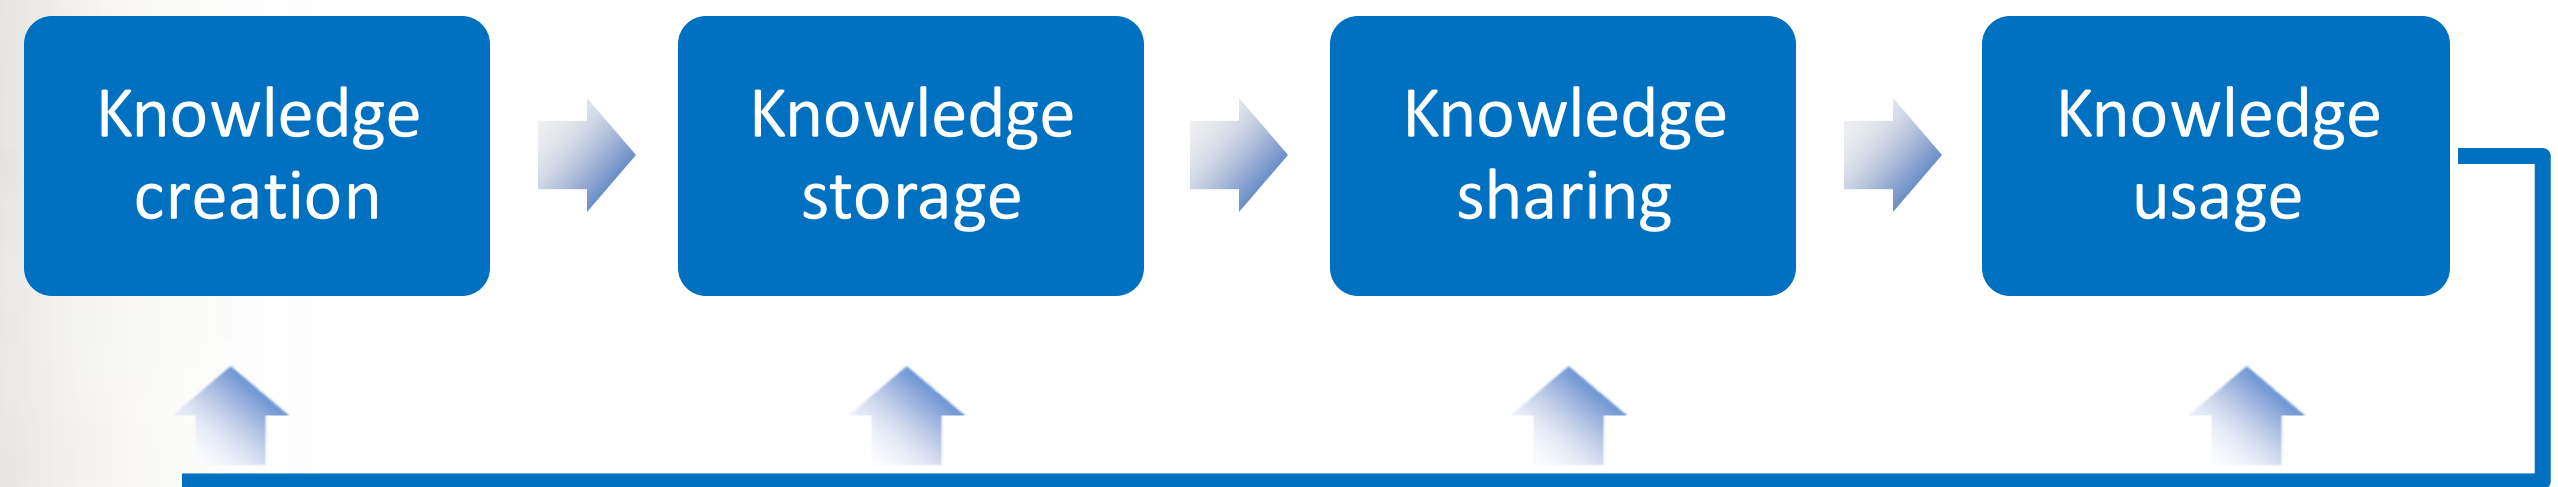 Knowledge
creation
Knowledge
storage
Knowledge
sharing
Knowledge
usage